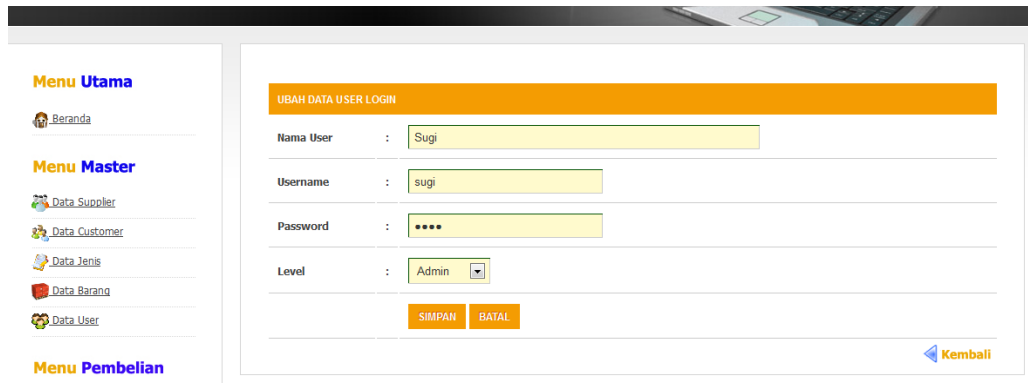 Menu Utama
Beranda
Menu Master
Data Supplier
Data Customer
Data Jenis
Data Barang
Data User
Menu Pembelian
UBAH DATA USER LOGIN
Nama User : Sugi
Username : sugi
Password : ••••
Level : Admin
SIMPAN BATAL
Kembali